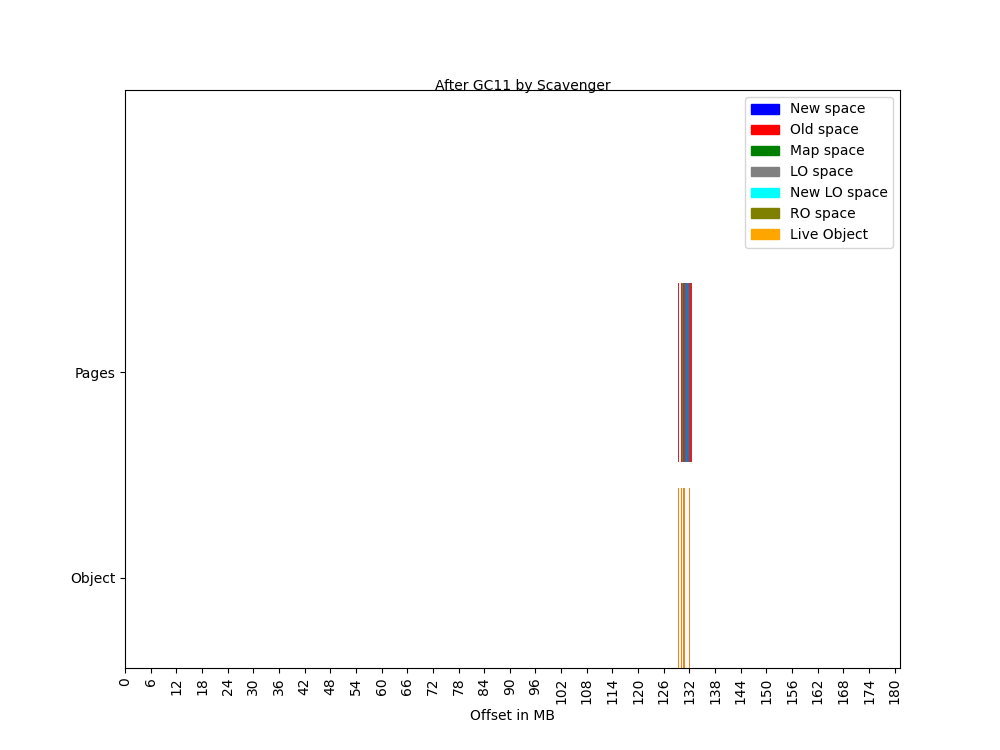 After GC11 by Scavenger
New space
Old space
Map space
LO space
New LO space
RO space
Live Object
Pages
Object
0 6 12 18 24 30 36 42 48 54 60 66 72 78 84 90 96 102 108 114 120 126 132 138 144 150 156 162 168 174 180
Offset in MB